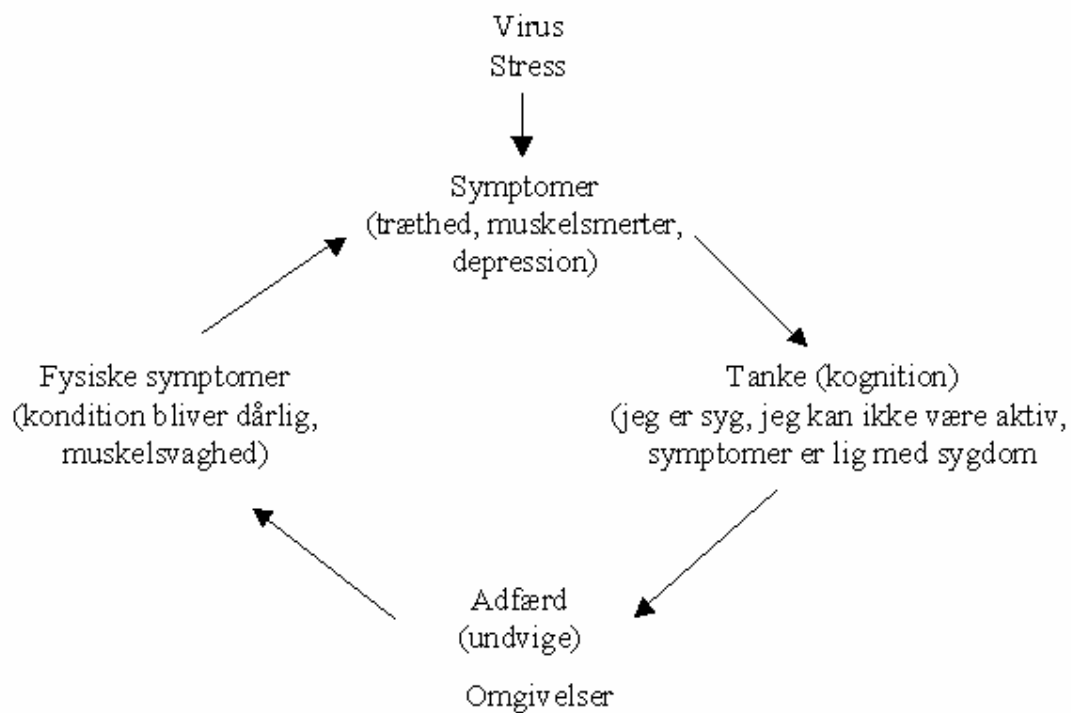 Virus
Stress
Symptomer
(træthed, muskelsmerter,
depression)
Fysiske symptomer
(kondition bliver dårlig,
muskelsvaghed)
Tanke (kognition)
(jeg er syg, jeg kan ikke være aktiv,
symptomer er lig med sygdom
Adfærd
(undvige)
Omgivelser